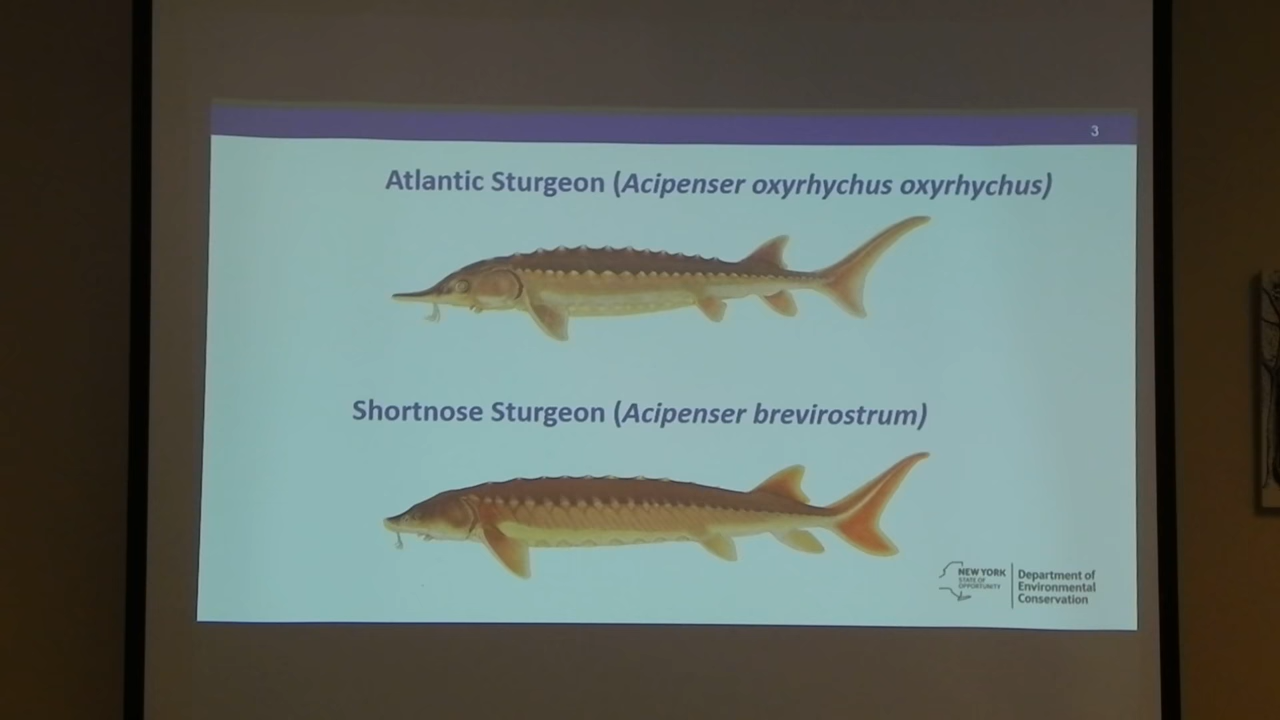 3
Atlantic Sturgeon (Acipenser oxyrhychus oxyrhychus)
Shortnose Sturgeon (Acipenser brevirostrum)
NEW YORK
STATE OF
OPPORTUNITY
Department of
Environmental
Conservation